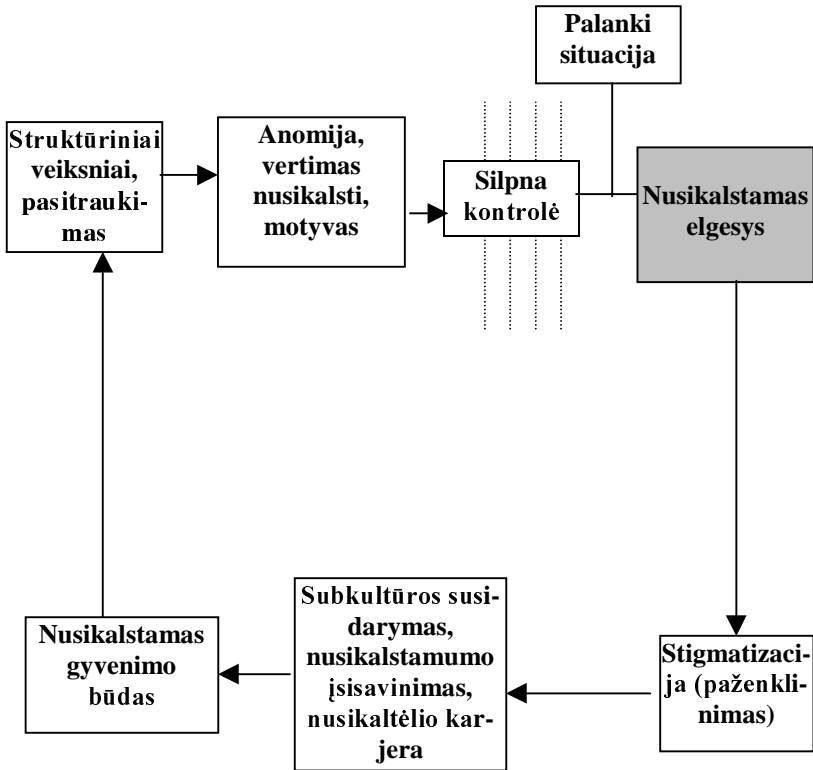 Palanki
situacija
Struktūriniai
veiksniai,
pasitrauki-
mas
Anomija,
vertimas
nusikalsti,
motyvas
Silpna
kontrolė
Nusikalstamas
elgesys
Nusikalstamas
gyvenimo
būdas
Subkultūros susi-
darymas,
nusikalstamumo
įsisavinimas,
nusikaltėlio kar-
jera
Stigmatizaci-
ja (paženkli-
nimas)